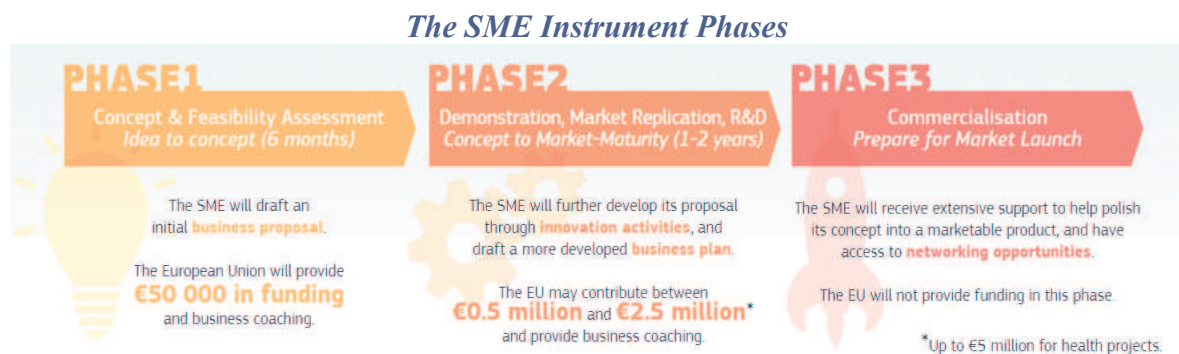 The SME Instrument Phases
PHASE1
Concept & Feasibility Assessment
Idea to concept (6 months)
The SME will draft an
initial business proposal.
The European Union will provide
€50 000 in funding
and business coaching.
PHASE2
Demonstration, Market Replication, R&D
Concept to Market-Maturity (1-2 years)
The SME will further develop its proposal
through innovation activities, and
draft a more developed business plan.
The EU may contribute between
€0.5 million and €2.5 million*
and provide business coaching.
PHASE3
Commercialisation
Prepare for Market Launch
The SME will receive extensive support to help polish
its concept into a marketable product, and have
access to networking opportunities.
The EU will not provide funding in this phase.
*Up to €5 million for health projects.